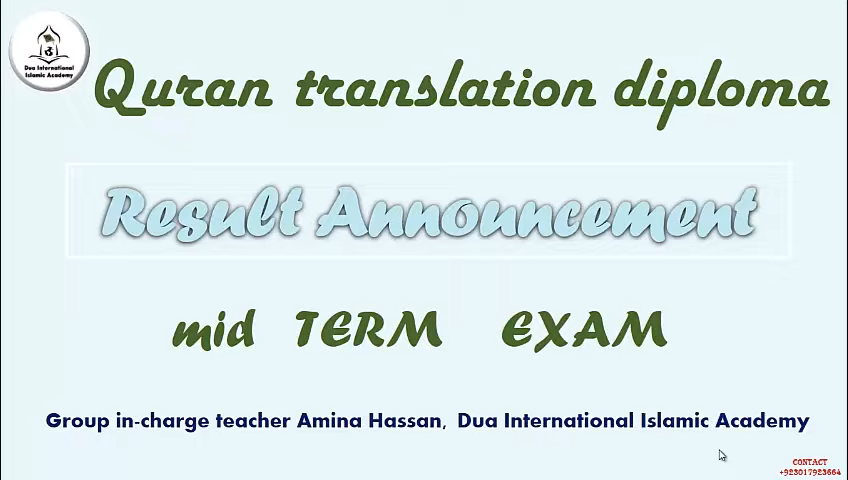 Dua International
Islamic Academy
Quran translation diploma
Result Announcement
mid TERM EXAM
Group in-charge teacher Amina Hassan, Dua International Islamic Academy
CONTACT
+923017923664